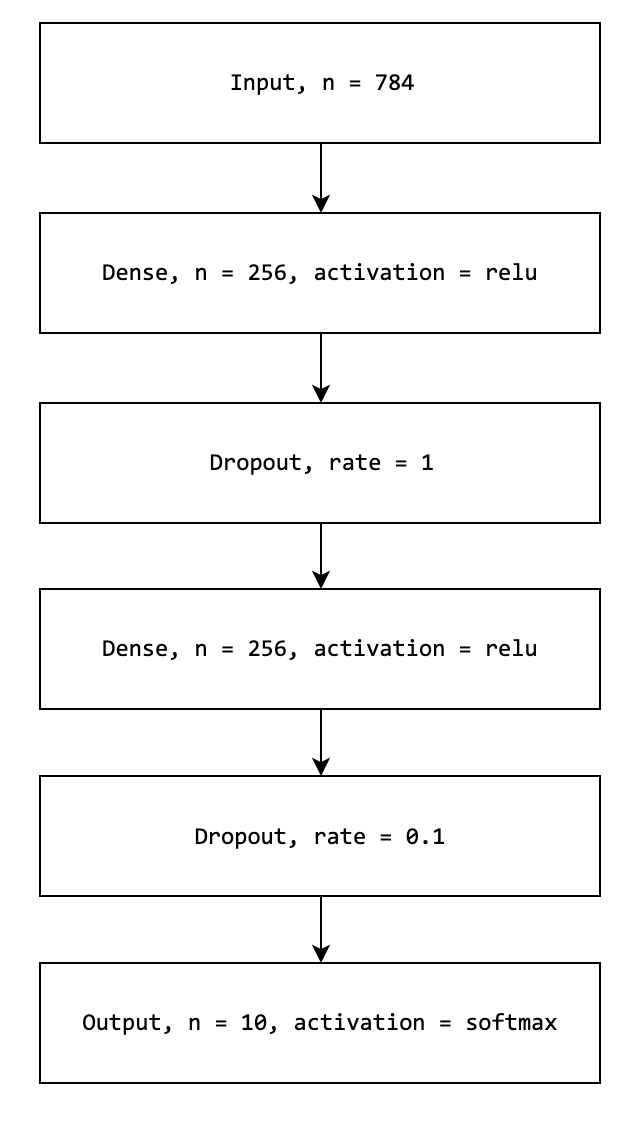 Input, n = 784
Dense, n = 256, activation = relu
Dropout, rate = 1
Dense, n = 256, activation = relu
Dropout, rate = 0.1
Output, n = 10, activation = softmax